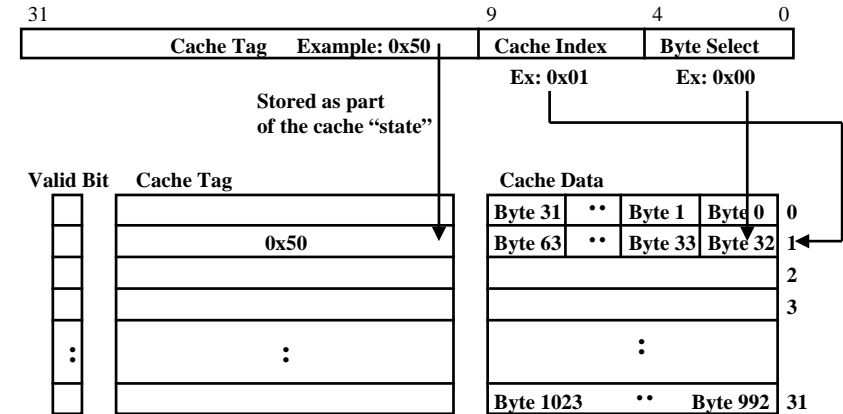 31 9 4 0
Cache Tag Example: 0x50 Cache Index Byte Select
Ex: 0x01 Ex: 0x00
Stored as part
of the cache “state”
Valid Bit Cache Tag Cache Data
Byte 31 ·· Byte 1 Byte 0 0
0x50 Byte 63 ·· Byte 33 Byte 32 1
2
3
: : :
Byte 1023 ·· Byte 992 31